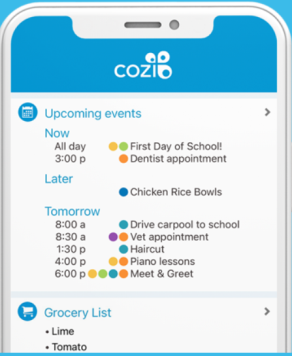 cozi
Upcoming events
Now
All day First Day of School!
3:00 p Dentist appointment
Later
Chicken Rice Bowls
Tomorrow
8:00 a Drive carpool to school
8:30 a Vet appointment
1:30 p Haircut
4:00 p Piano lessons
6:00 p Meet & Greet
Grocery List
• Lime
• Tomato